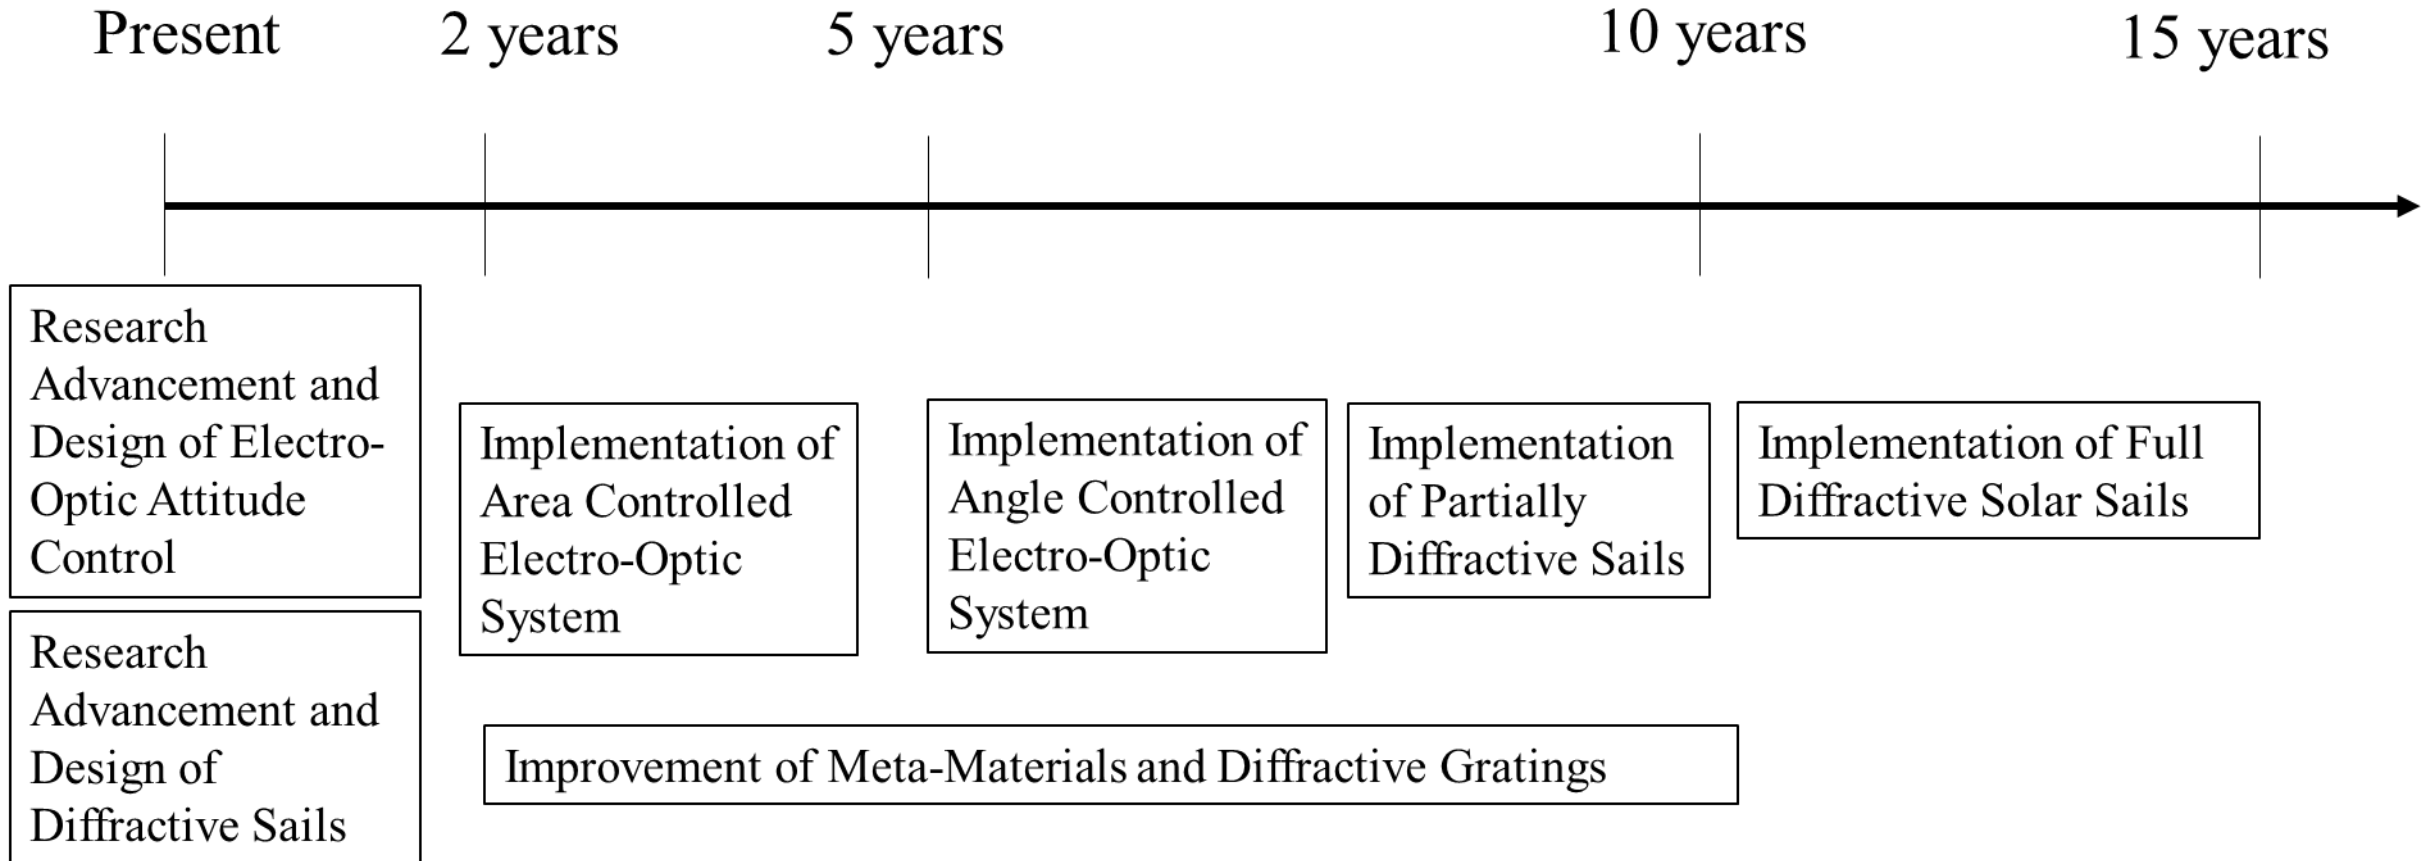 Present
2 years
5 years
10 years
15 years
Research
Advancement and
Design of Electro-
Optic Attitude
Control
Research
Advancement and
Design of
Diffractive Sails
Implementation of
Area Controlled
Electro-Optic
System
Implementation of
Angle Controlled
Electro-Optic
System
Implementation
of Partially
Diffractive Sails
Implementation of Full
Diffractive Solar Sails
Improvement of Meta-Materials and Diffractive Gratings